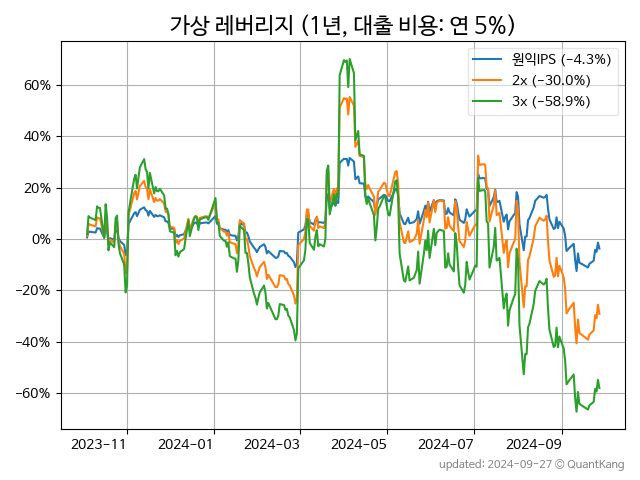 가상 레버리지 (1년, 대출 비용: 연 5%)
원익IPS (−4.3%)
2x (−30.0%)
3x (−58.9%)
60%
40%
20%
0%
−20%
−40%
−60%
2023-11
2024-01
2024-03
2024-05
2024-07
2024-09
updated: 2024-09-27 © QuantKang